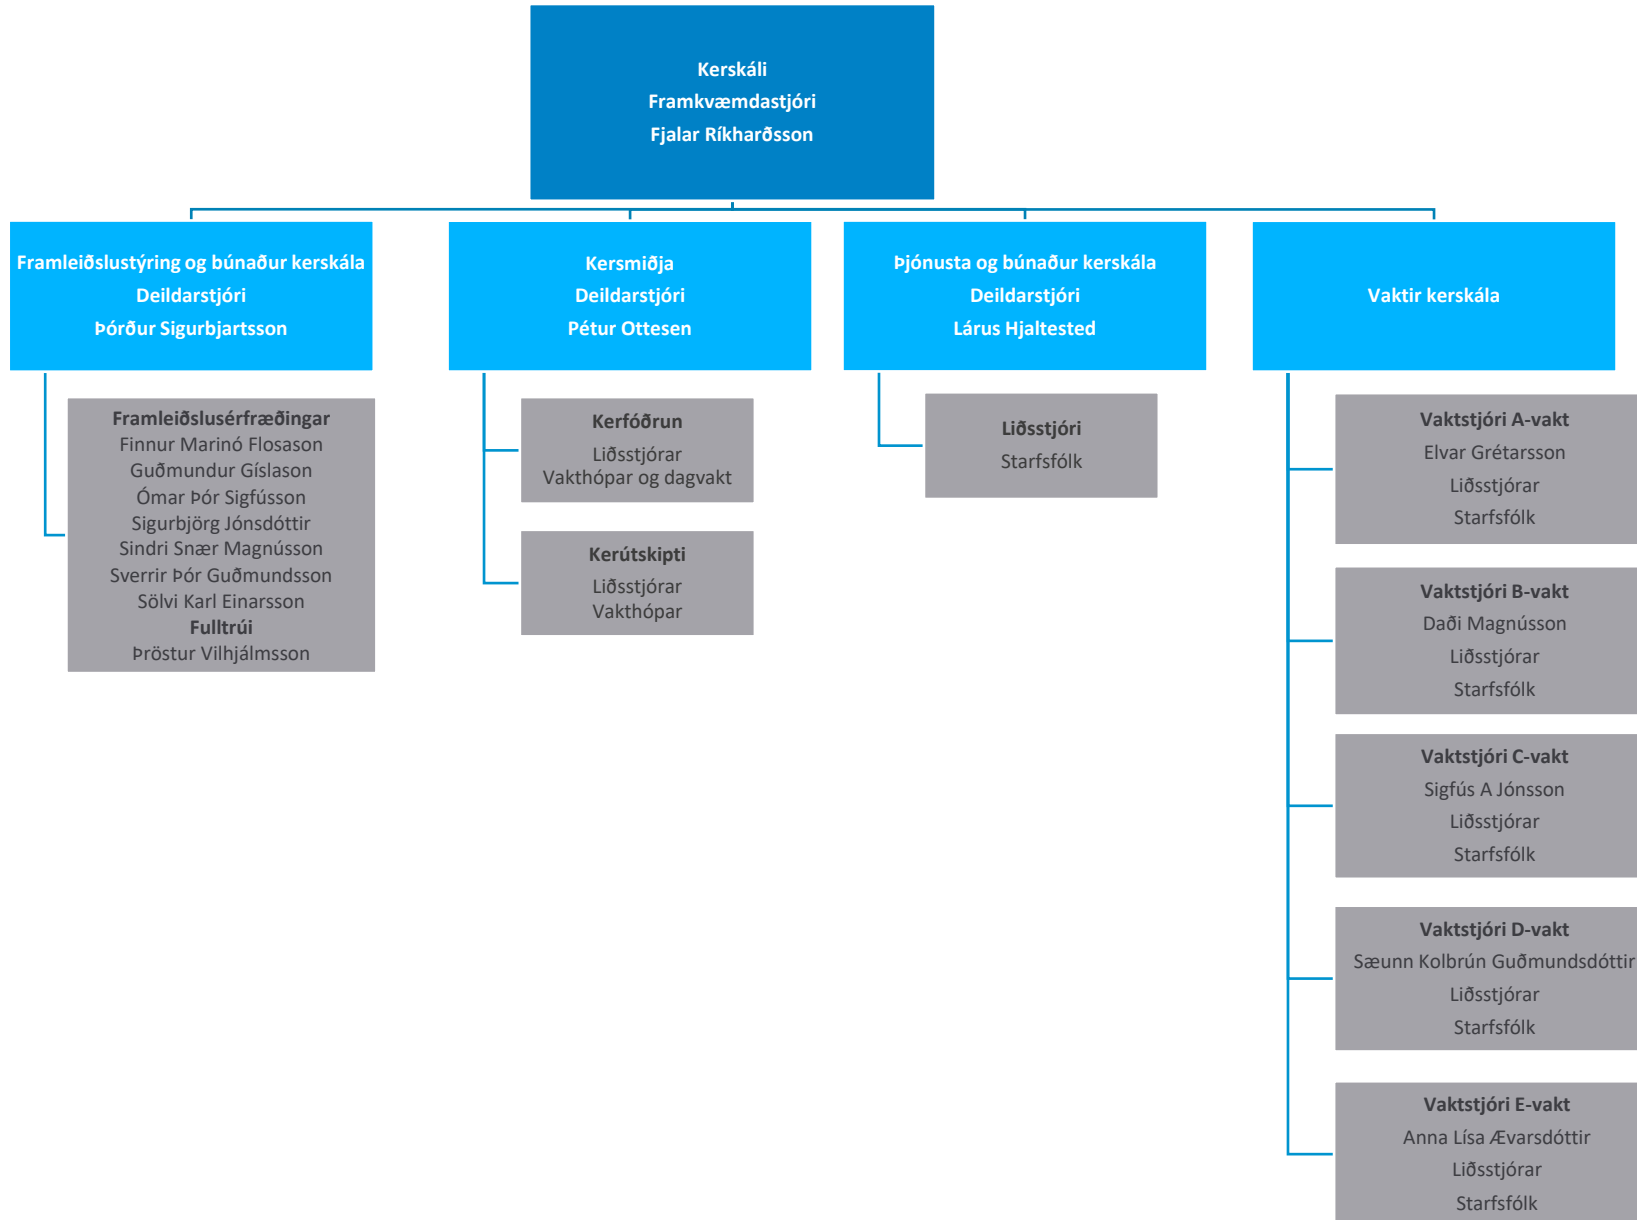 Kerskáli
Framkvæmdastjóri
Fjalar Ríkharðsson
Framleiðslustýring og búnaður kerskála
Deildarstjóri
Þórður Sigurbjartsson
Kersmiðja
Deildarstjóri
Pétur Ottesen
Þjónusta og búnaður kerskála
Deildarstjóri
Lárus Hjaltested
Vaktir kerskála
Framleiðslusérfræðingar
Finnur Marinó Flosason
Guðmundur Gíslason
Ómar Þór Sigfússon
Sigurbjörg Jónsdóttir
Sindri Snær Magnússon
Sverrir Þór Guðmundsson
Sölvi Karl Einarsson
Fulltrúi
Þröstur Vilhjálmsson
Kerfóðrun
Liðsstjórar
Vakthópar og dagvakt
Kerútskipti
Liðsstjórar
Vakthópar
Liðsstjóri
Starfsfólk
Vaktstjóri A-vakt
Elvar Grétarsson
Liðsstjórar
Starfsfólk
Vaktstjóri B-vakt
Daði Magnússon
Liðsstjórar
Starfsfólk
Vaktstjóri C-vakt
Sigfús A Jónsson
Liðsstjórar
Starfsfólk
Vaktstjóri D-vakt
Sæunn Kolbrún Guðmundsdóttir
Liðsstjórar
Starfsfólk
Vaktstjóri E-vakt
Anna Lísa Ævarsdóttir
Liðsstjórar
Starfsfólk